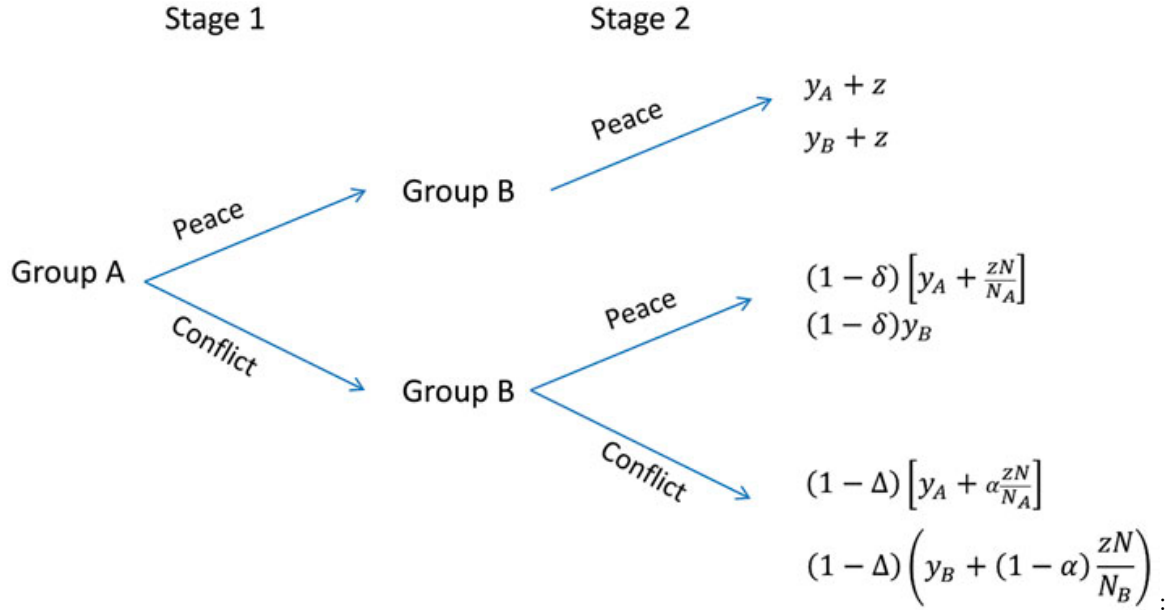 Stage 1 Stage 2
y_A + z
Peace
y_B + z
Group B
Peace
Group A
(1 − δ) [y_A + zN/N_A]
Peace
(1 − δ)y_B
Conflict
Group B
Conflict
(1 − Δ) [y_A + α zN/N_A]
(1 − Δ) (y_B + (1 − α) zN/N_B) :